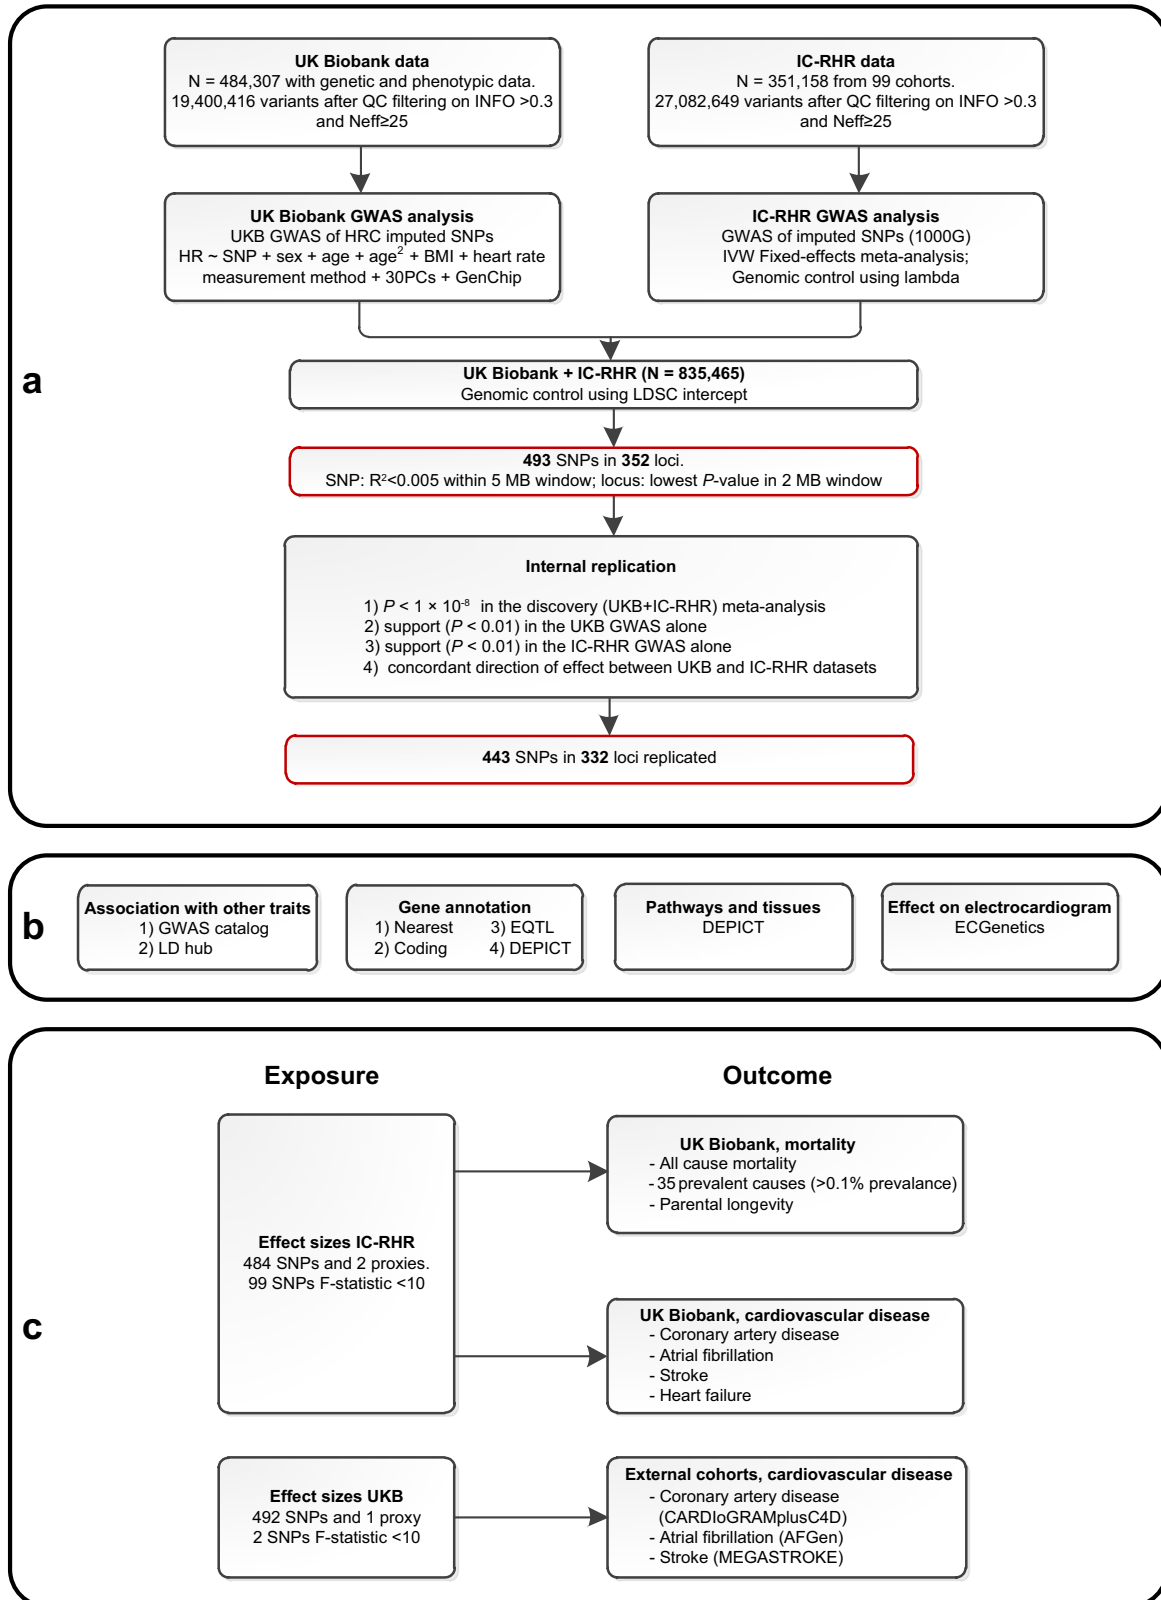 a
UK Biobank data
N = 484,307 with genetic and phenotypic data.
19,400,416 variants after QC filtering on INFO >0.3
and Neff≥25
IC-RHR data
N = 351,158 from 99 cohorts.
27,082,649 variants after QC filtering on INFO >0.3
and Neff≥25
UK Biobank GWAS analysis
UKB GWAS of HRC imputed SNPs
HR ~ SNP + sex + age + age² + BMI + heart rate
measurement method + 30PCs + GenChip
IC-RHR GWAS analysis
GWAS of imputed SNPs (1000G)
IVW Fixed-effects meta-analysis;
Genomic control using lambda
UK Biobank + IC-RHR (N = 835,465)
Genomic control using LDSC intercept
493 SNPs in 352 loci.
SNP: R²<0.005 within 5 MB window; locus: lowest P-value in 2 MB window
Internal replication
1) P < 1 × 10⁻⁸ in the discovery (UKB+IC-RHR) meta-analysis
2) support (P < 0.01) in the UKB GWAS alone
3) support (P < 0.01) in the IC-RHR GWAS alone
4) concordant direction of effect between UKB and IC-RHR datasets
443 SNPs in 332 loci replicated
b
Association with other traits
1) GWAS catalog
2) LD hub
Gene annotation
1) Nearest 3) EQTL
2) Coding 4) DEPICT
Pathways and tissues
DEPICT
Effect on electrocardiogram
ECGenetics
c
Exposure
Outcome
Effect sizes IC-RHR
484 SNPs and 2 proxies.
99 SNPs F-statistic <10
UK Biobank, mortality
- All cause mortality
- 35 prevalent causes (>0.1% prevalance)
- Parental longevity
UK Biobank, cardiovascular disease
- Coronary artery disease
- Atrial fibrillation
- Stroke
- Heart failure
Effect sizes UKB
492 SNPs and 1 proxy
2 SNPs F-statistic <10
External cohorts, cardiovascular disease
- Coronary artery disease
(CARDIoGRAMplusC4D)
- Atrial fibrillation (AFGen)
- Stroke (MEGASTROKE)